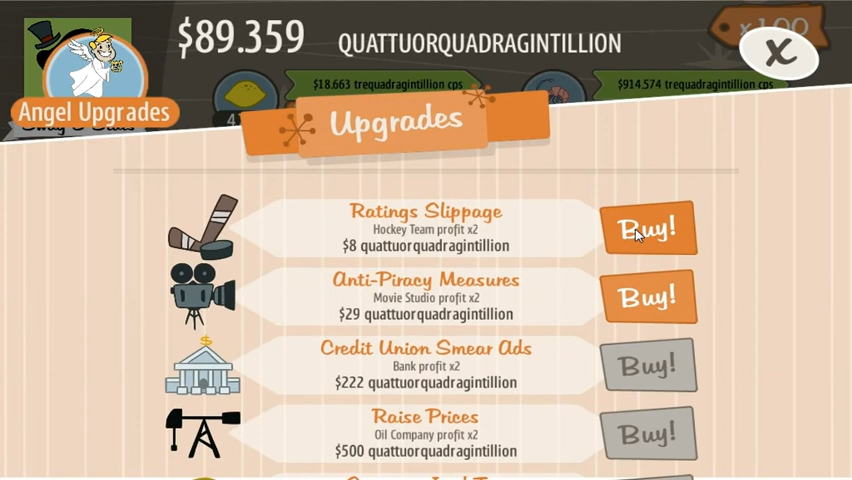 $89.359 QUATTUORQUADRAGINTILLION
x100
x
Angel Upgrades
$18.663 trequadragintillion cps
$914.574 trequadragintillion cps
Upgrades
Ratings Slippage
Hockey Team profit x2
$8 quattuorquadragintillion
Buy!
Anti-Piracy Measures
Movie Studio profit x2
$29 quattuorquadragintillion
Buy!
Credit Union Smear Ads
Bank profit x2
$222 quattuorquadragintillion
Buy!
Raise Prices
Oil Company profit x2
$500 quattuorquadragintillion
Buy!